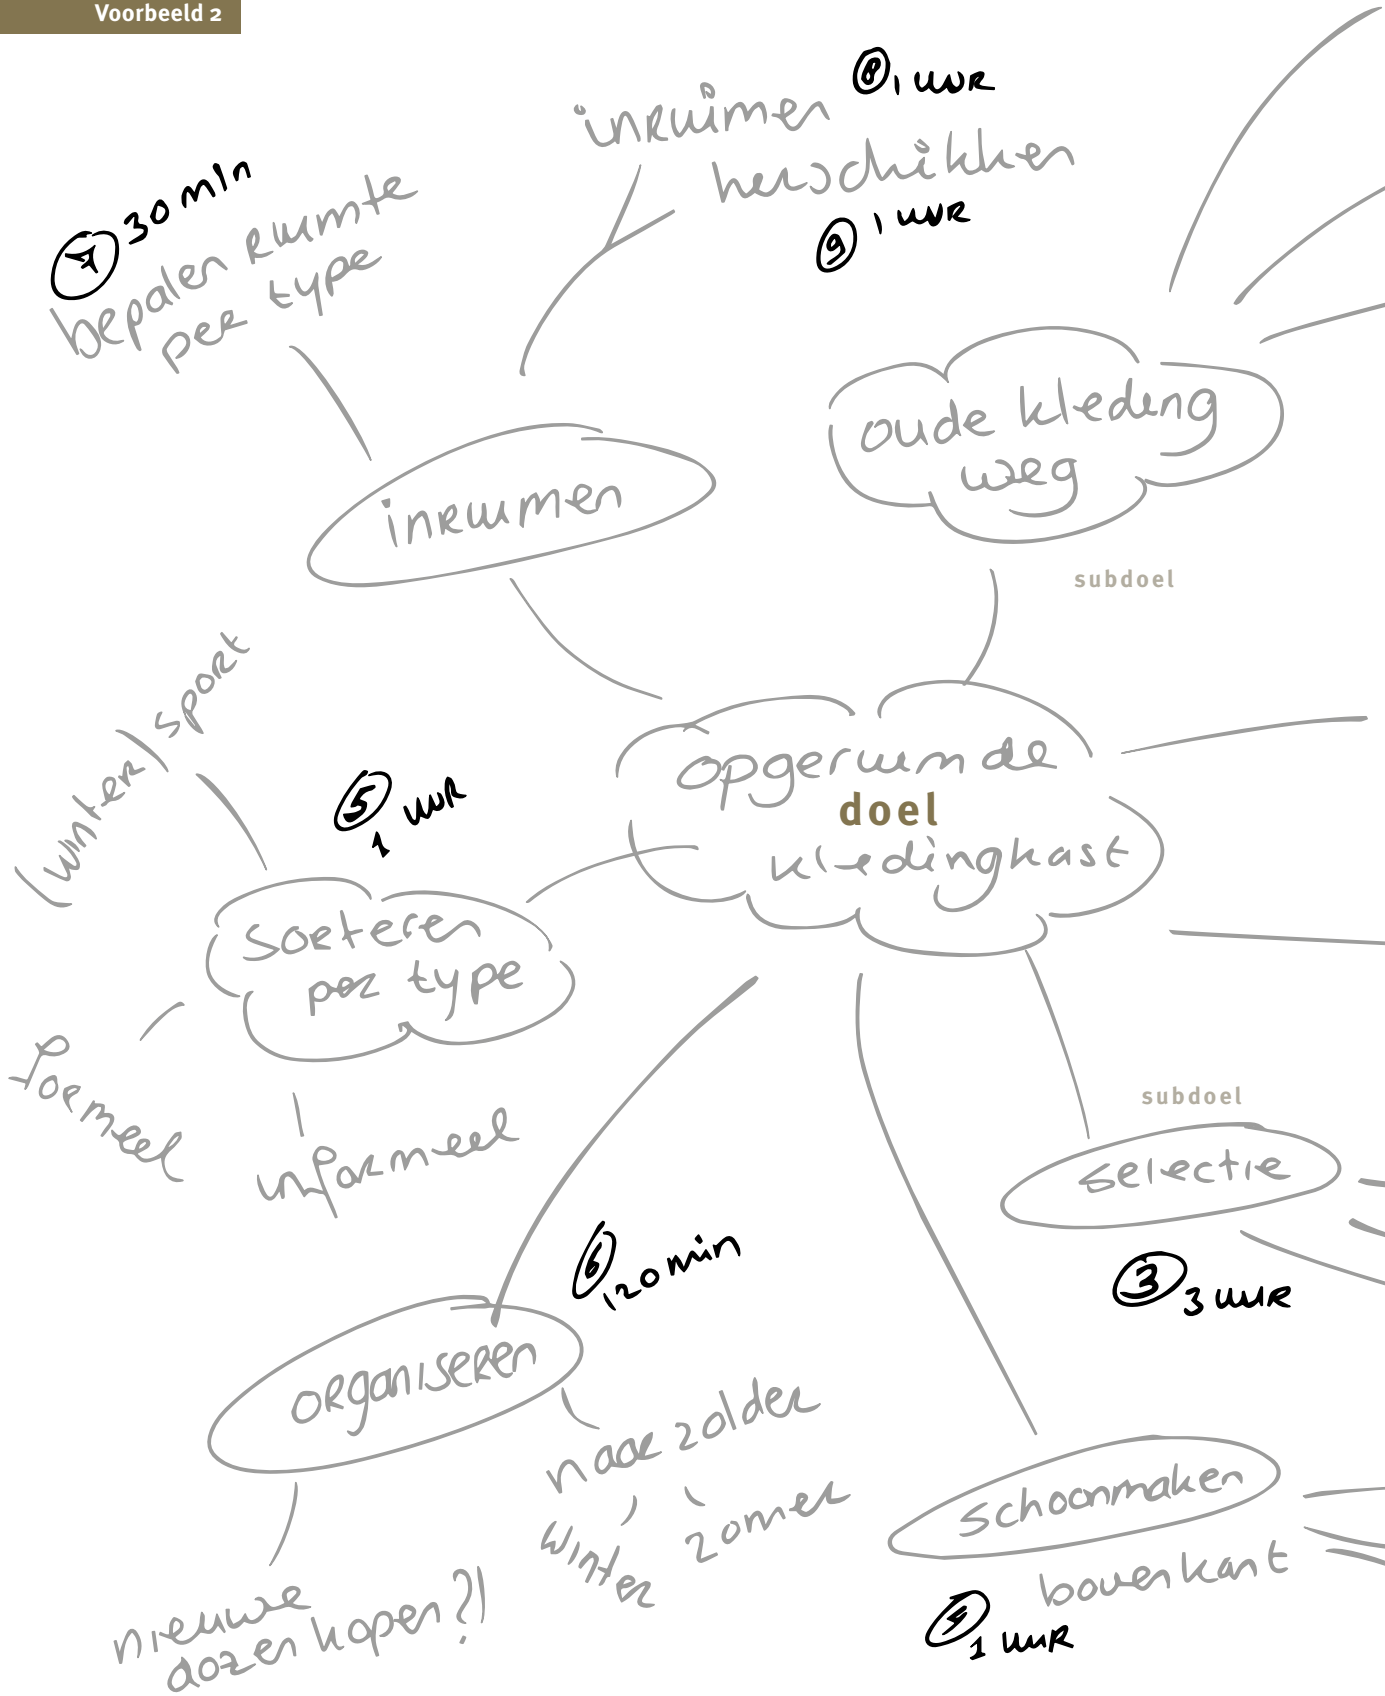 Voorbeeld 2
8 1 uur
inruimen
herschikken
9 1 uur
7 30 min
bepalen ruimte
per type
oude kleding
weg
inruimen
subdoel
(winter) sport
opgeruimde
doel
kledingkast
5 1 uur
sorteren
per type
formeel
informeel
subdoel
selectie
3 3 uur
6 120 min
organiseren
naar zolder
winter zomer
schoonmaken
bovenkant
4 1 uur
nieuwe
dozen kopen?!